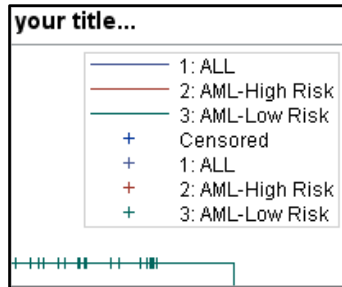 your title...
1: ALL
2: AML-High Risk
3: AML-Low Risk
Censored
1: ALL
2: AML-High Risk
3: AML-Low Risk